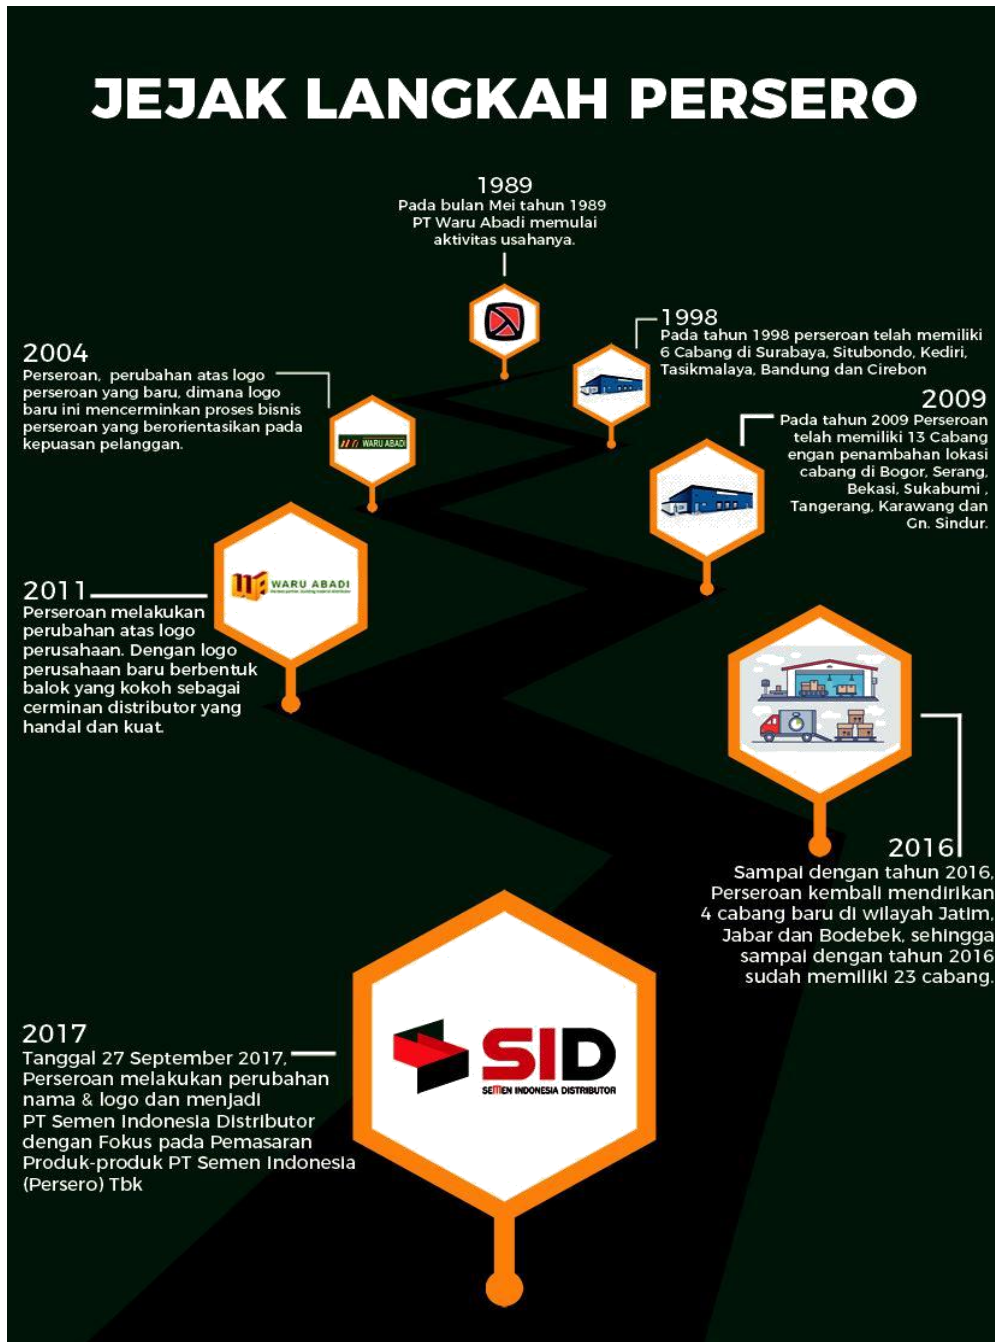 JEJAK LANGKAH PERSERO
1989
Pada bulan Mei tahun 1989
PT Waru Abadi memulai
aktivitas usahanya.
1998
Pada tahun 1998 perseroan telah memiliki
6 Cabang di Surabaya, Situbondo, Kediri,
Tasikmalaya, Bandung dan Cirebon
2004
Perseroan, perubahan atas logo
perseroan yang baru, dimana logo
baru ini mencerminkan proses bisnis
perseroan yang berorientasikan pada
kepuasan pelanggan.
WARU ABADI
2009
Pada tahun 2009 Perseroan
telah memiliki 13 Cabang
engan penambahan lokasi
cabang di Bogor, Serang,
Bekasi, Sukabumi ,
Tangerang, Karawang dan
Gn. Sindur.
2011
Perseroan melakukan
perubahan atas logo
perusahaan. Dengan logo
perusahaan baru berbentuk
balok yang kokoh sebagai
cerminan distributor yang
handal dan kuat.
WARU ABADI
2016
Sampai dengan tahun 2016,
Perseroan kembali mendirikan
4 cabang baru di wilayah Jatim,
Jabar dan Bodebek, sehingga
sampai dengan tahun 2016
sudah memiliki 23 cabang.
2017
Tanggal 27 September 2017,
Perseroan melakukan perubahan
nama & logo dan menjadi
PT Semen Indonesia Distributor
dengan Fokus pada Pemasaran
Produk-produk PT Semen Indonesia
(Persero) Tbk
SID
SEMEN INDONESIA DISTRIBUTOR